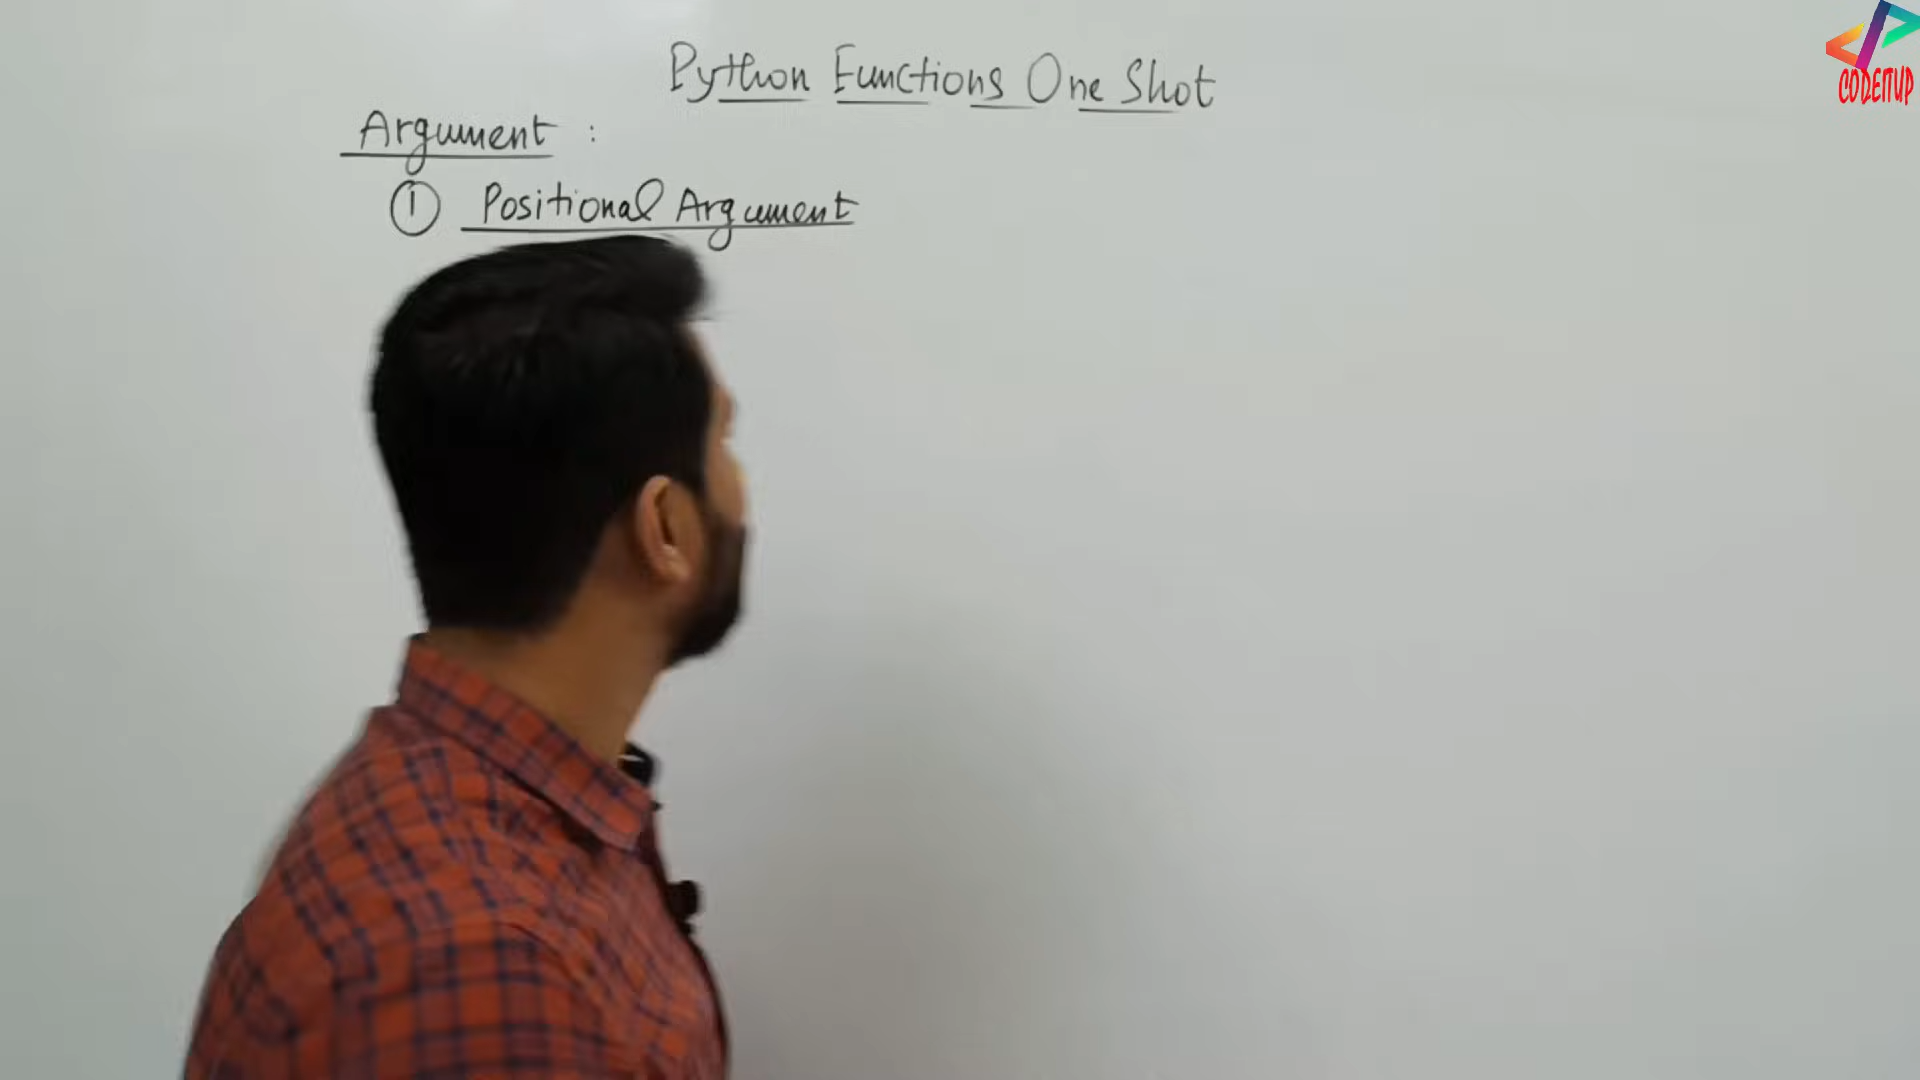 Python Functions One Shot
CODEITUP
Argument :
① Positional Argument